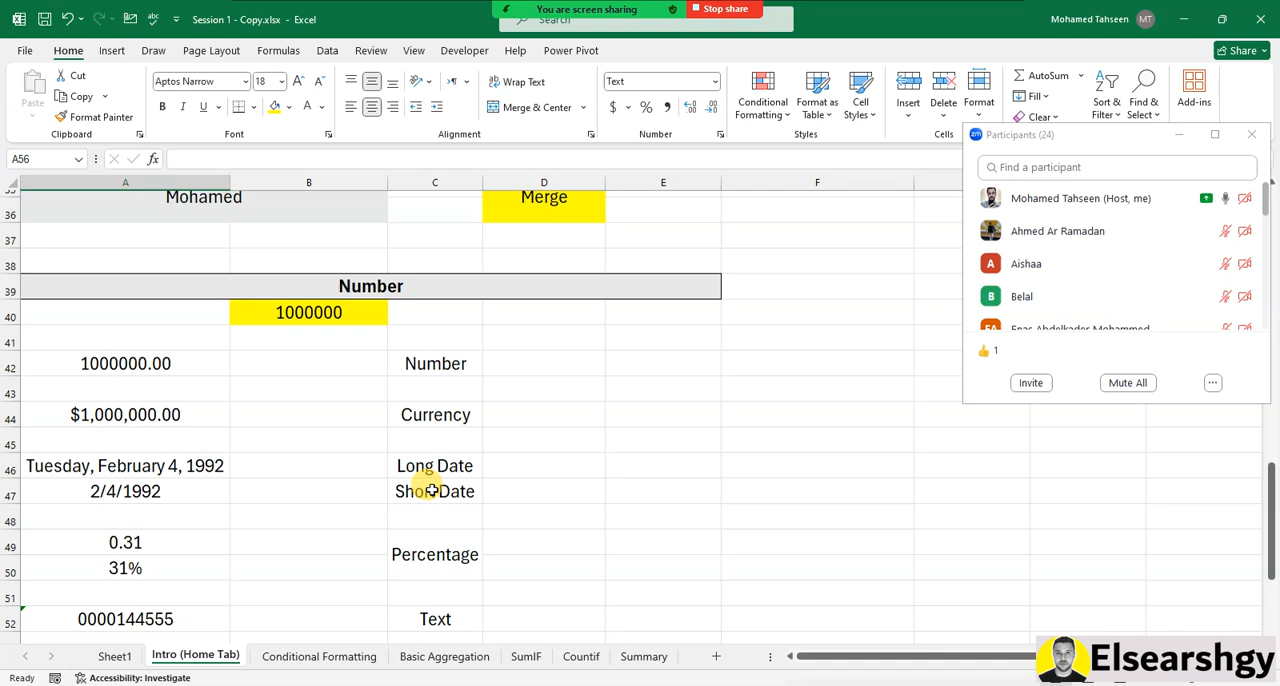 Session 1 - Copy.xlsx - Excel
You are screen sharing
Stop share
Search
Mohamed Tahseen
MT
File
Home
Insert
Draw
Page Layout
Formulas
Data
Review
View
Developer
Help
Power Pivot
Share
Paste
Cut
Copy
Format Painter
Clipboard
Aptos Narrow
18
B I U
Font
Wrap Text
Merge & Center
Alignment
Text
$ % 9
Number
Conditional
Formatting
Format as
Table
Cell
Styles
Styles
Insert
Delete
Format
Cells
AutoSum
Fill
Clear
Sort &
Filter
Find &
Select
Add-ins
A56
fx
Participants (24)
Find a participant
Mohamed Tahseen (Host, me)
Ahmed Ar Ramadan
A Aishaa
B Belal
Enas Abdelkader Mohammed
👍 1
Invite
Mute All
...
A B C D E F
36 Mohamed Merge
37
38
39 Number
40 1000000
41
42 1000000.00 Number
43
44 $1,000,000.00 Currency
45
46 Tuesday, February 4, 1992 Long Date
47 2/4/1992 Short Date
48
49 0.31
Percentage
50 31%
51
52 0000144555 Text
Sheet1
Intro (Home Tab)
Conditional Formatting
Basic Aggregation
SumIF
Countif
Summary
Ready
Accessibility: Investigate
Elsearshgy